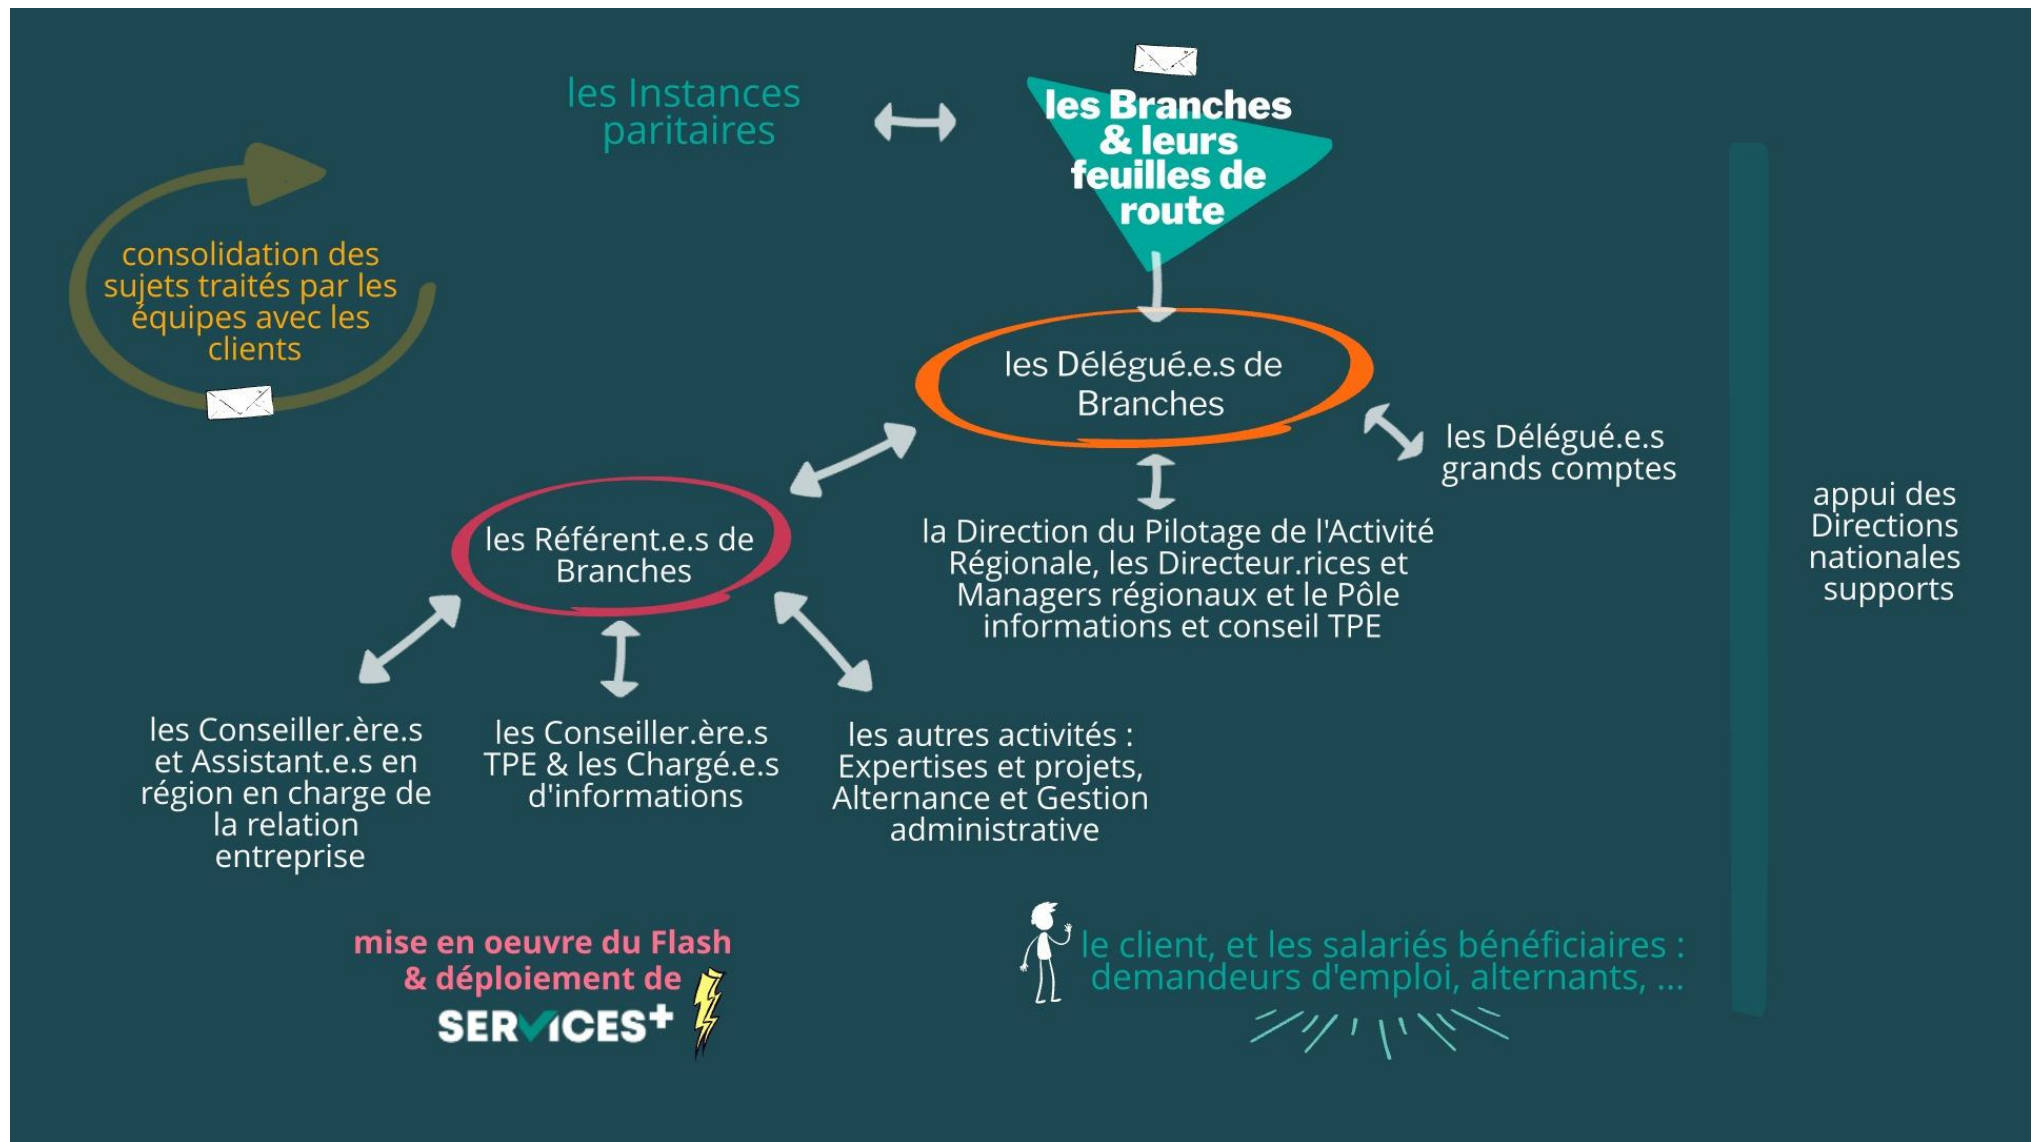 les Instances
paritaires
les Branches
& leurs
feuilles de
route
consolidation des
sujets traités par les
équipes avec les
clients
les Délégué.e.s de
Branches
les Délégué.e.s
grands comptes
appui des
Directions
nationales
supports
les Référent.e.s de
Branches
la Direction du Pilotage de l'Activité
Régionale, les Directeur.rices et
Managers régionaux et le Pôle
informations et conseil TPE
les Conseiller.ère.s
et Assistant.e.s en
région en charge de
la relation
entreprise
les Conseiller.ère.s
TPE & les Chargé.e.s
d'informations
les autres activités :
Expertises et projets,
Alternance et Gestion
administrative
mise en oeuvre du Flash
& déploiement de
SERVICES+
le client, et les salariés bénéficiaires :
demandeurs d'emploi, alternants, ...